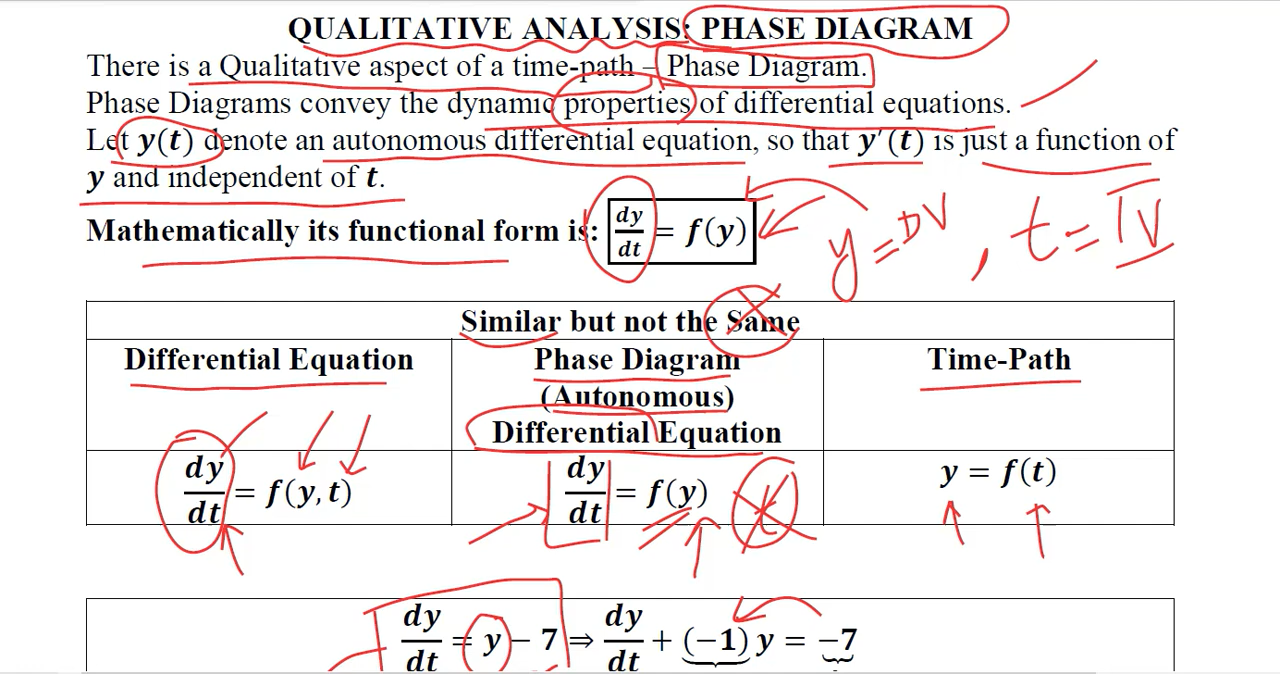 QUALITATIVE ANALYSIS: PHASE DIAGRAM
There is a Qualitative aspect of a time-path – Phase Diagram.
Phase Diagrams convey the dynamic properties of differential equations.
Let y(t) denote an autonomous differential equation, so that y′(t) is just a function of
y and independent of t.
Mathematically its functional form is: dy/dt = f(y)
y = DV, t = IV
Similar but not the Same
Differential Equation
Phase Diagram
(Autonomous)
Differential Equation
Time-Path
dy/dt = f(y, t)
dy/dt = f(y)
t
y = f(t)
dy/dt = y − 7 ⇒ dy/dt + (−1) y = −7